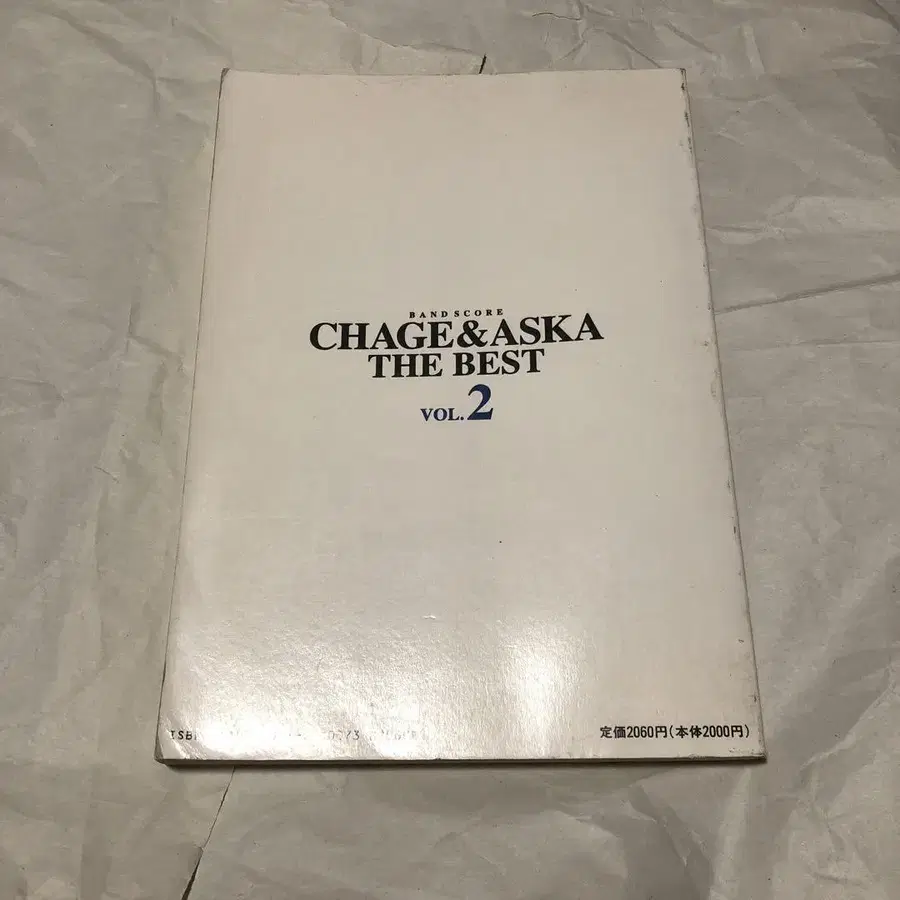 BAND SCORE
CHAGE&ASKA
THE BEST
VOL.2
定価2060円(本体2000円)